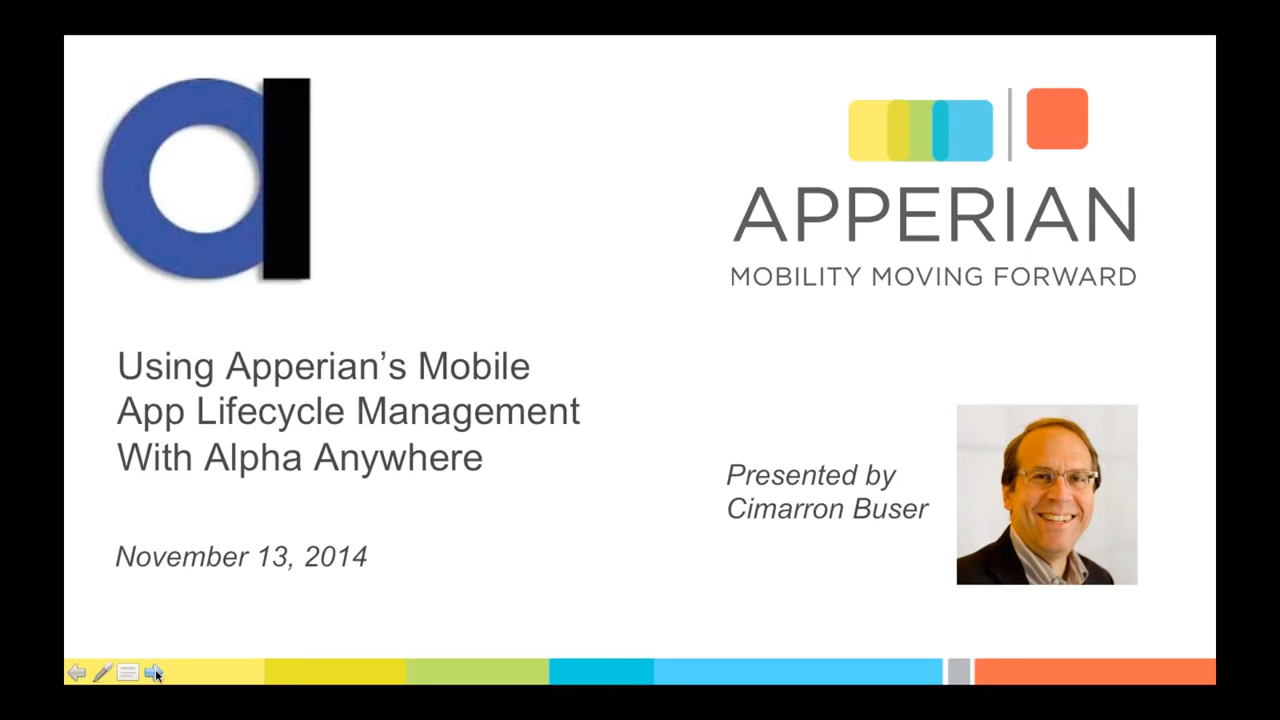 APPERIAN
MOBILITY MOVING FORWARD
Using Apperian’s Mobile
App Lifecycle Management
With Alpha Anywhere
Presented by
Cimarron Buser
November 13, 2014